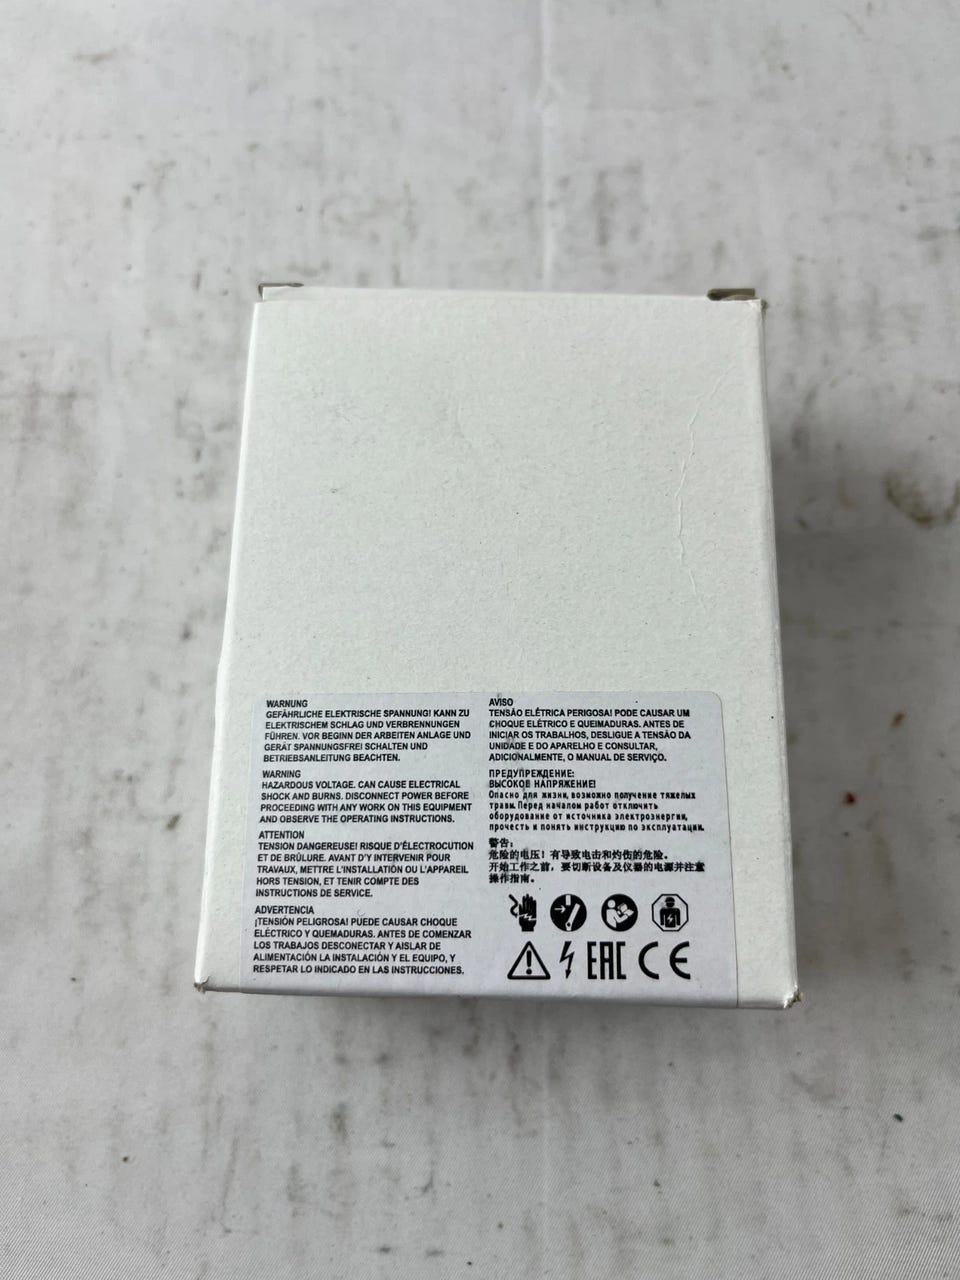 WARNUNG
GEFÄHRLICHE ELEKTRISCHE SPANNUNG! KANN ZU
ELEKTRISCHEM SCHLAG UND VERBRENNUNGEN
FÜHREN. VOR BEGINN DER ARBEITEN ANLAGE UND
GERÄT SPANNUNGSFREI SCHALTEN UND
BETRIEBSANLEITUNG BEACHTEN.
WARNING
HAZARDOUS VOLTAGE. CAN CAUSE ELECTRICAL
SHOCK AND BURNS. DISCONNECT POWER BEFORE
PROCEEDING WITH ANY WORK ON THIS EQUIPMENT
AND OBSERVE THE OPERATING INSTRUCTIONS.
ATTENTION
TENSION DANGEREUSE! RISQUE D'ÉLECTROCUTION
ET DE BRÛLURE. AVANT D'Y INTERVENIR POUR
TRAVAUX, METTRE L'INSTALLATION OU L'APPAREIL
HORS TENSION, ET TENIR COMPTE DES
INSTRUCTIONS DE SERVICE.
ADVERTENCIA
¡TENSIÓN PELIGROSA! PUEDE CAUSAR CHOQUE
ELÉCTRICO Y QUEMADURAS. ANTES DE COMENZAR
LOS TRABAJOS DESCONECTAR Y AISLAR DE
ALIMENTACIÓN LA INSTALACIÓN Y EL EQUIPO, Y
RESPETAR LO INDICADO EN LAS INSTRUCCIONES.
AVISO
TENSÃO ELÉTRICA PERIGOSA! PODE CAUSAR UM
CHOQUE ELÉTRICO E QUEIMADURAS. ANTES DE
INICIAR OS TRABALHOS, DESLIGUE A TENSÃO DA
UNIDADE E DO APARELHO E CONSULTAR,
ADICIONALMENTE, O MANUAL DE SERVIÇO.
ПРЕДУПРЕЖДЕНИЕ:
ВЫСОКОЕ НАПРЯЖЕНИЕ!
Опасно для жизни, возможно получение тяжелых
травм. Перед началом работ отключить
оборудование от источника электроэнергии,
прочесть и понять инструкцию по эксплуатации.
警告：
危险的电压！有导致电击和灼伤的危险。
开始工作之前，要切断设备及仪器的电源并注意
操作指南。
EAC CE